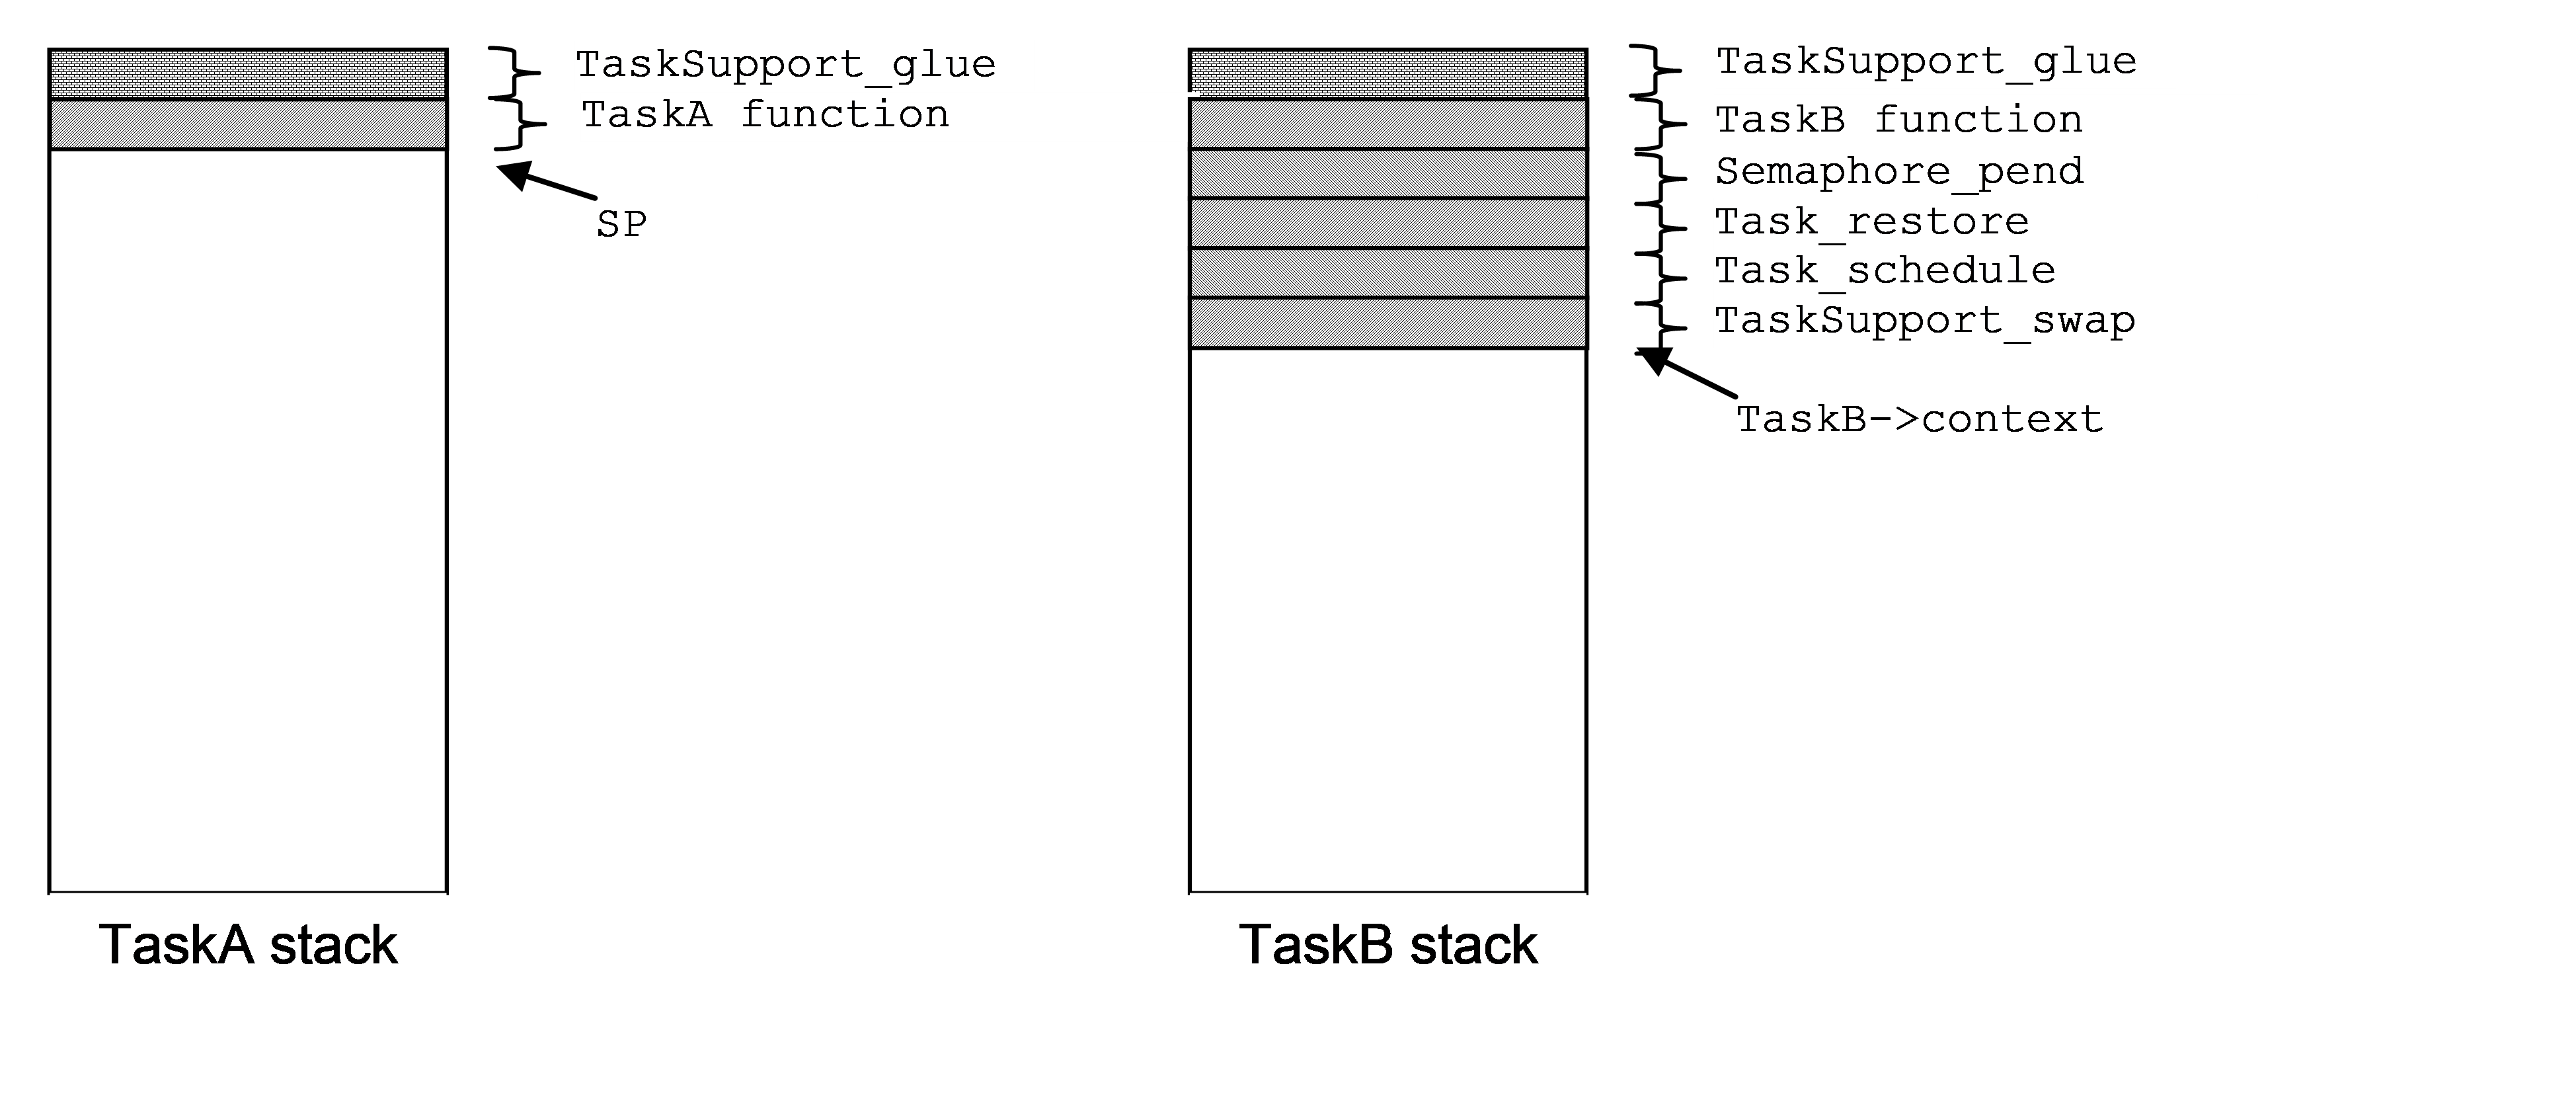 TaskSupport_glue
TaskA function
SP
TaskA stack
TaskSupport_glue
TaskB function
Semaphore_pend
Task_restore
Task_schedule
TaskSupport_swap
TaskB->context
TaskB stack